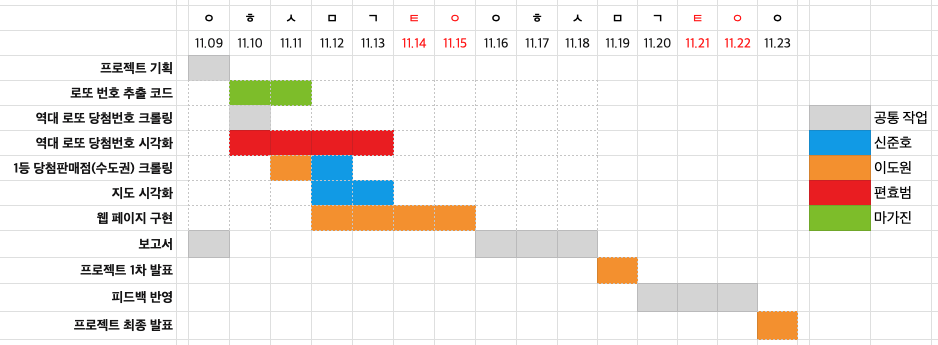 ㅇ ㅎ ㅅ ㅁ ㄱ ㅌ ㅇ ㅇ ㅎ ㅅ ㅁ ㄱ ㅌ ㅇ ㅇ
11.09 11.10 11.11 11.12 11.13 11.14 11.15 11.16 11.17 11.18 11.19 11.20 11.21 11.22 11.23
프로젝트 기획
로또 번호 추출 코드
역대 로또 당첨번호 크롤링 공통 작업
역대 로또 당첨번호 시각화 신준호
1등 당첨판매점(수도권) 크롤링 이도원
지도 시각화 편효범
웹 페이지 구현 마가진
보고서
프로젝트 1차 발표
피드백 반영
프로젝트 최종 발표